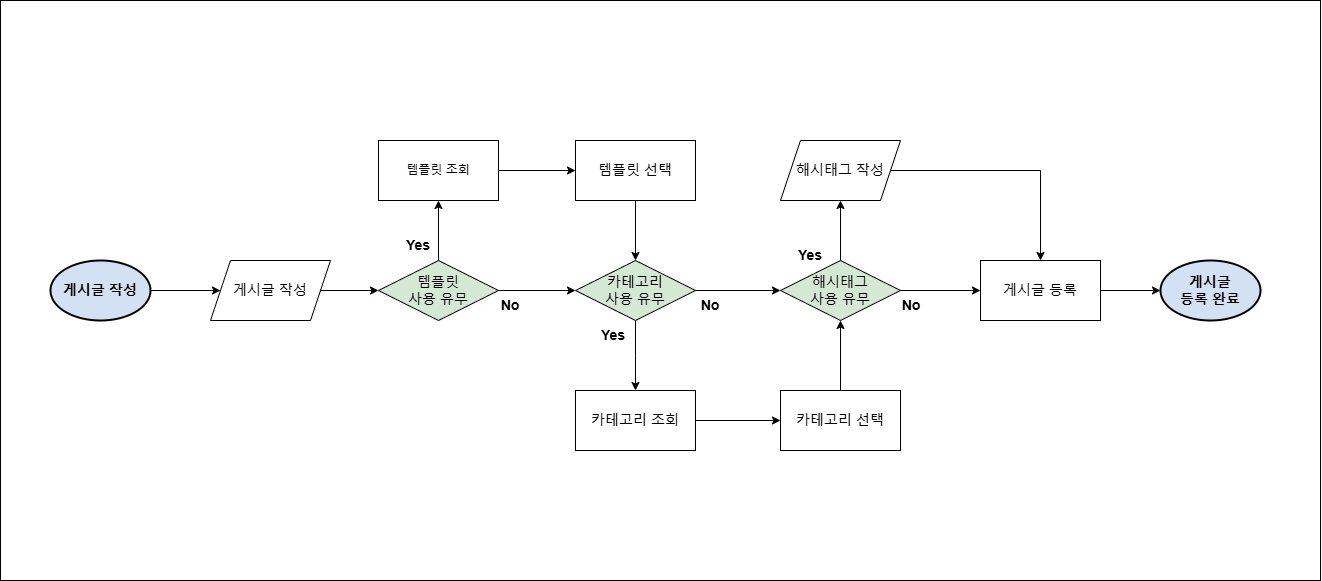 템플릿 조회
템플릿 선택
해시태그 작성
Yes
Yes
게시글 작성
게시글 작성
템플릿
사용 유무
No
카테고리
사용 유무
No
해시태그
사용 유무
No
게시글 등록
게시글
등록 완료
Yes
카테고리 조회
카테고리 선택